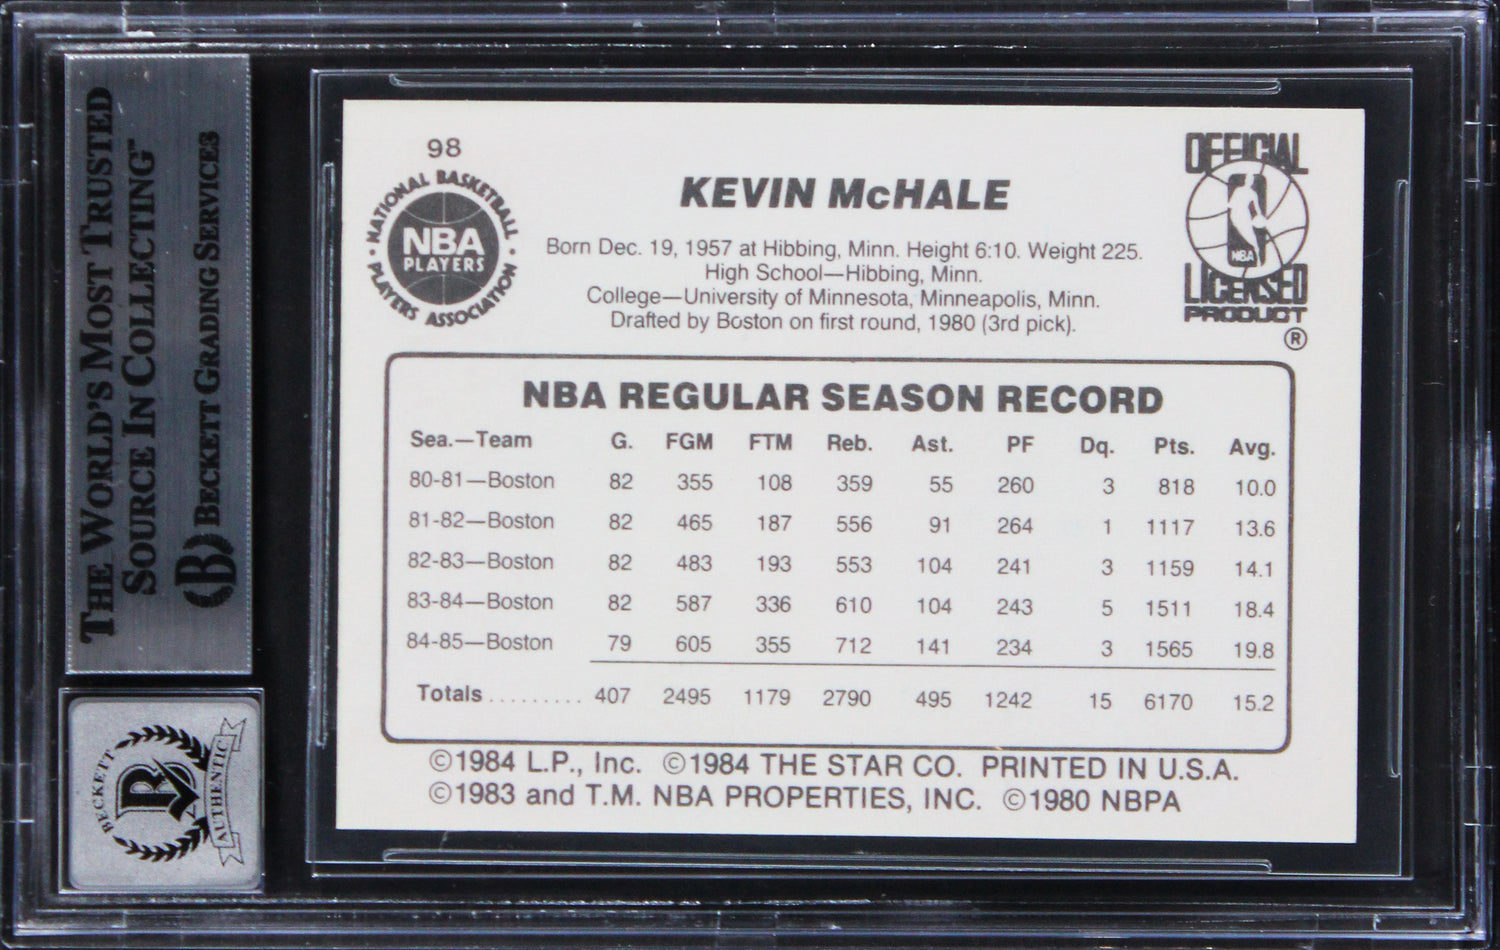 THE WORLD'S MOST TRUSTED
SOURCE IN COLLECTING™
BECKETT GRADING SERVICES
B
BECKETT
B
AUTHENTIC
98
NATIONAL BASKETBALL
NBA
PLAYERS
PLAYERS ASSOCIATION
KEVIN McHALE
Born Dec. 19, 1957 at Hibbing, Minn. Height 6:10. Weight 225.
High School—Hibbing, Minn.
College—University of Minnesota, Minneapolis, Minn.
Drafted by Boston on first round, 1980 (3rd pick).
OFFICIAL
NBA
LICENSED
PRODUCT
®
NBA REGULAR SEASON RECORD
Sea.—Team G. FGM FTM Reb. Ast. PF Dq. Pts. Avg.
80-81—Boston 82 355 108 359 55 260 3 818 10.0
81-82—Boston 82 465 187 556 91 264 1 1117 13.6
82-83—Boston 82 483 193 553 104 241 3 1159 14.1
83-84—Boston 82 587 336 610 104 243 5 1511 18.4
84-85—Boston 79 605 355 712 141 234 3 1565 19.8
Totals ......... 407 2495 1179 2790 495 1242 15 6170 15.2
©1984 L.P., Inc. ©1984 THE STAR CO. PRINTED IN U.S.A.
©1983 and T.M. NBA PROPERTIES, INC. ©1980 NBPA